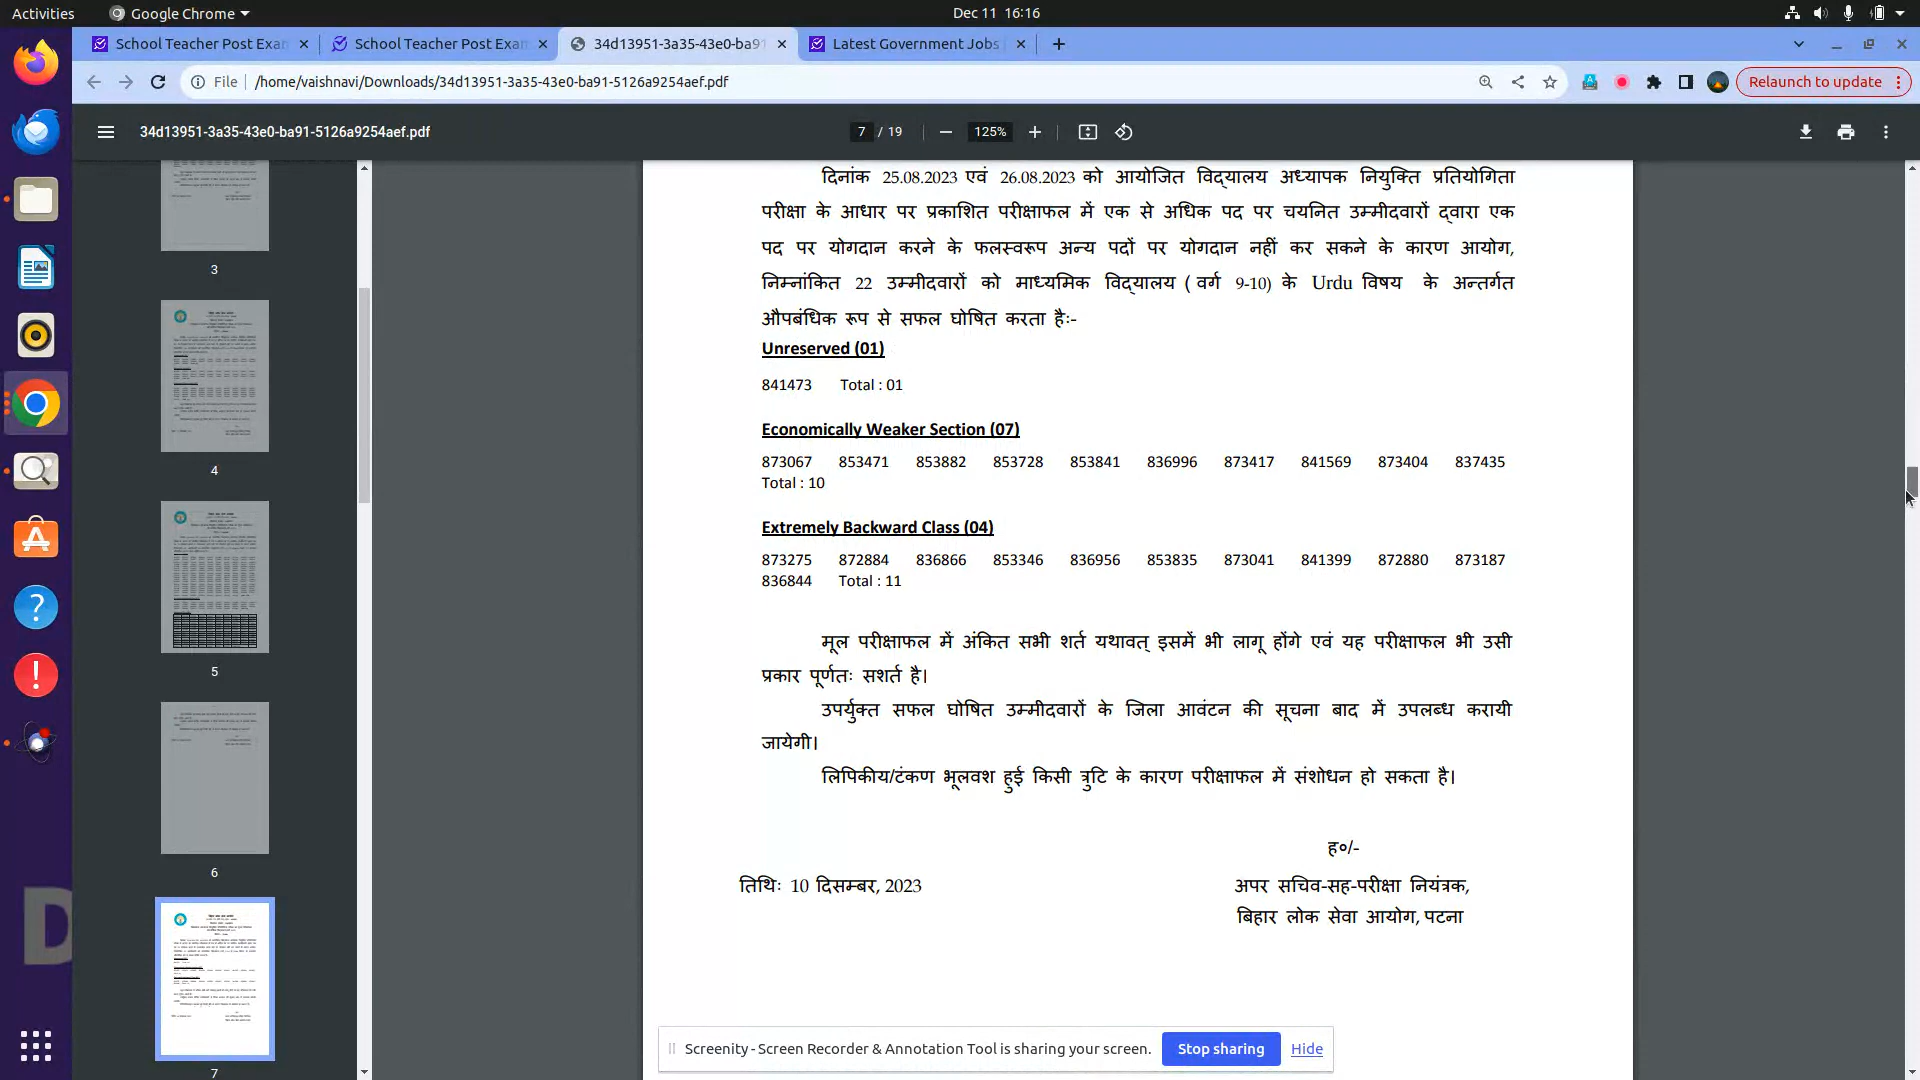 Activities
Google Chrome
Dec 11 16:16
School Teacher Post Exam
School Teacher Post Exam
34d13951-3a35-43e0-ba91
Latest Government Jobs
File
/home/vaishnavi/Downloads/34d13951-3a35-43e0-ba91-5126a9254aef.pdf
Relaunch to update
34d13951-3a35-43e0-ba91-5126a9254aef.pdf
7 / 19
125%
3
4
5
6
7
दिनांक 25.08.2023 एवं 26.08.2023 को आयोजित विद्यालय अध्यापक नियुक्ति प्रतियोगिता
परीक्षा के आधार पर प्रकाशित परीक्षाफल में एक से अधिक पद पर चयनित उम्मीदवारों द्वारा एक
पद पर योगदान करने के फलस्वरूप अन्य पदों पर योगदान नहीं कर सकने के कारण आयोग,
निम्नांकित 22 उम्मीदवारों को माध्यमिक विद्यालय ( वर्ग 9-10) के Urdu विषय के अन्तर्गत
औपबंधिक रूप से सफल घोषित करता हैः-
Unreserved (01)
841473 Total : 01
Economically Weaker Section (07)
873067 853471 853882 853728 853841 836996 873417 841569 873404 837435
Total : 10
Extremely Backward Class (04)
873275 872884 836866 853346 836956 853835 873041 841399 872880 873187
836844 Total : 11
मूल परीक्षाफल में अंकित सभी शर्त यथावत् इसमें भी लागू होंगे एवं यह परीक्षाफल भी उसी
प्रकार पूर्णतः सशर्त है।
उपर्युक्त सफल घोषित उम्मीदवारों के जिला आवंटन की सूचना बाद में उपलब्ध करायी
जायेगी।
लिपिकीय/टंकण भूलवश हुई किसी त्रुटि के कारण परीक्षाफल में संशोधन हो सकता है।
ह०/-
तिथिः 10 दिसम्बर, 2023
अपर सचिव-सह-परीक्षा नियंत्रक,
बिहार लोक सेवा आयोग, पटना
Screenity - Screen Recorder & Annotation Tool is sharing your screen.
Stop sharing
Hide